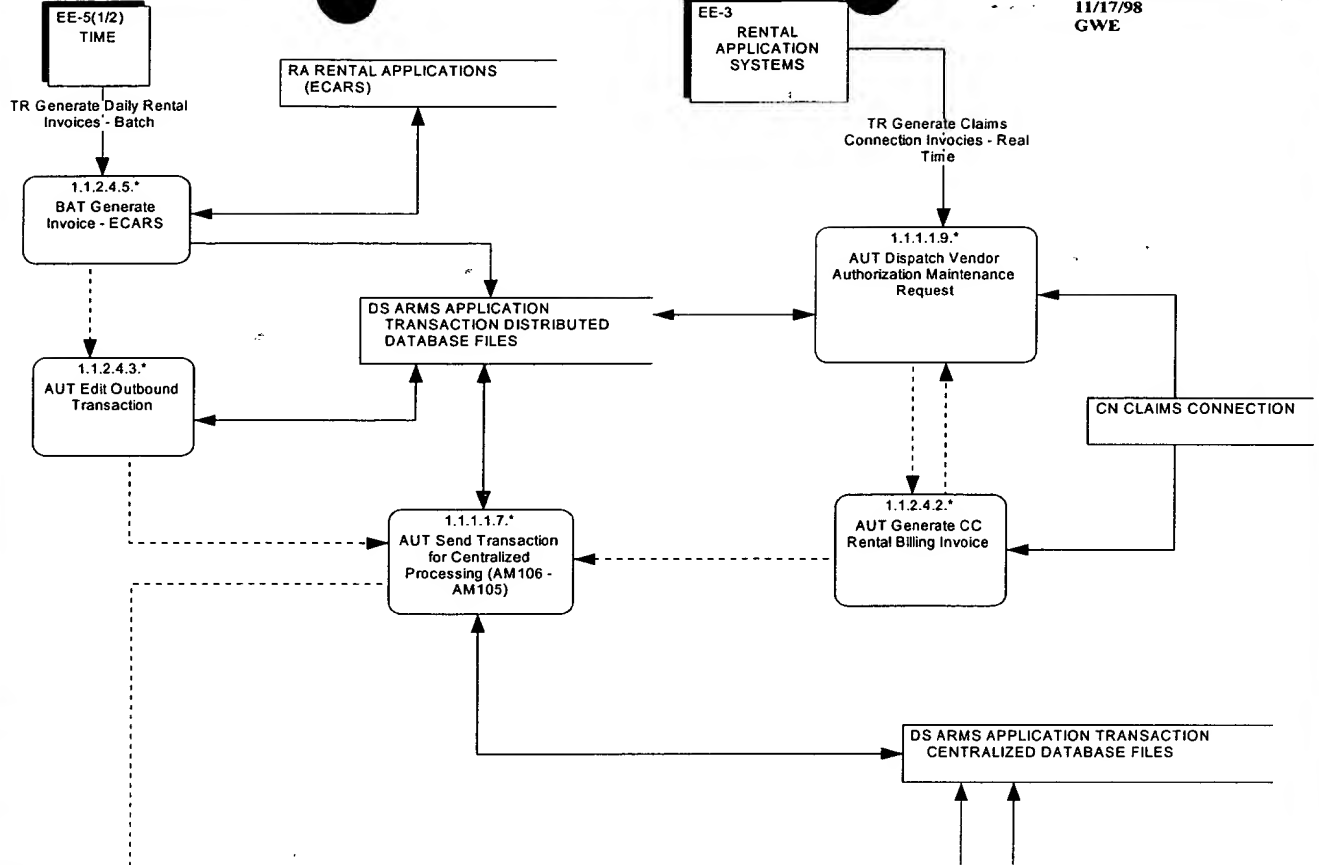 11/17/98
GWE
EE-5(1/2)
TIME
EE-3
RENTAL
APPLICATION
SYSTEMS
RA RENTAL APPLICATIONS
(ECARS)
TR Generate Daily Rental
Invoices - Batch
TR Generate Claims
Connection Invocies - Real
Time
1.1.2.4.5.*
BAT Generate
Invoice - ECARS
1.1.1.1.9.*
AUT Dispatch Vendor
Authorization Maintenance
Request
DS ARMS APPLICATION
TRANSACTION DISTRIBUTED
DATABASE FILES
1.1.2.4.3.*
AUT Edit Outbound
Transaction
CN CLAIMS CONNECTION
1.1.1.1.7.*
AUT Send Transaction
for Centralized
Processing (AM106 -
AM105)
1.1.2.4.2.*
AUT Generate CC
Rental Billing Invoice
DS ARMS APPLICATION TRANSACTION
CENTRALIZED DATABASE FILES